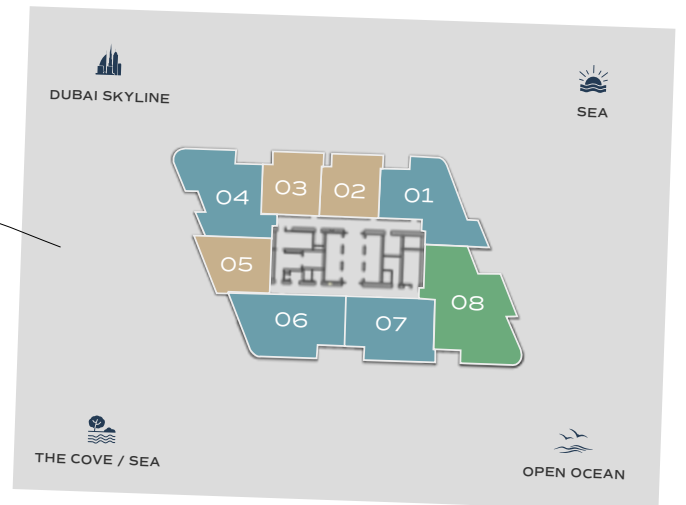 DUBAI SKYLINE
SEA
04
03
02
01
05
08
06
07
THE COVE / SEA
OPEN OCEAN